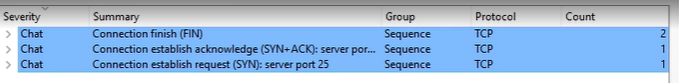 Severity Summary Group Protocol Count
Chat Connection finish (FIN) Sequence TCP 2
Chat Connection establish acknowledge (SYN+ACK): server por... Sequence TCP 1
Chat Connection establish request (SYN): server port 25 Sequence TCP 1